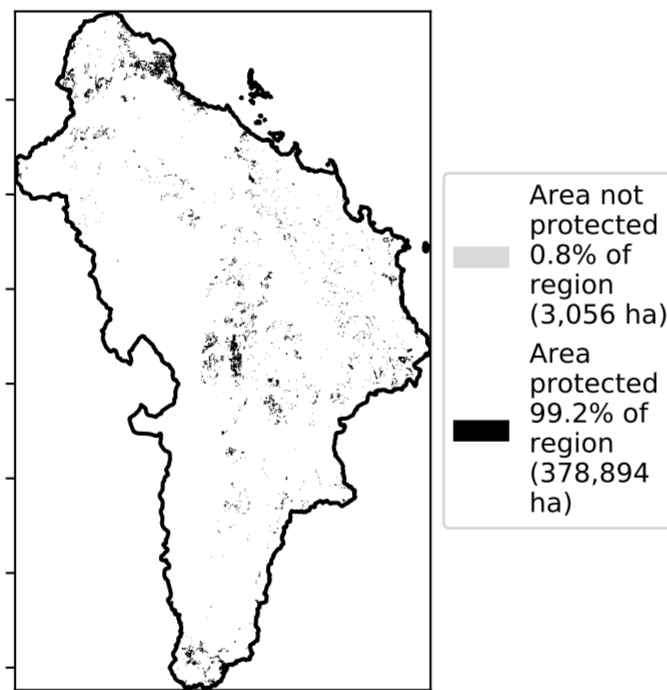 Area not
protected
0.8% of
region
(3,056 ha)
Area
protected
99.2% of
region
(378,894
ha)